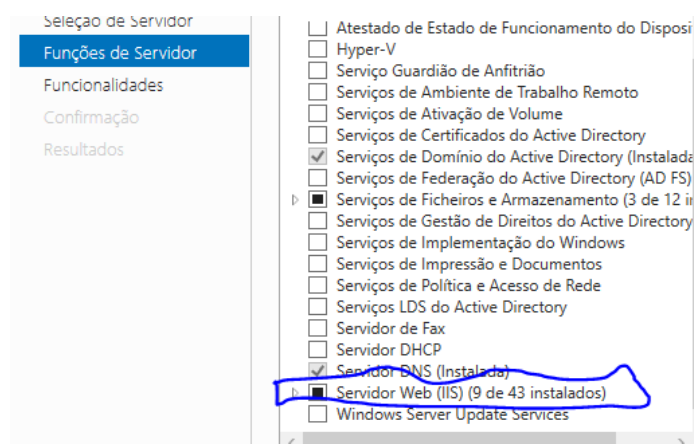 Seleção de Servidor
Funções de Servidor
Funcionalidades
Confirmação
Resultados
Atestado de Estado de Funcionamento do Disposi
Hyper-V
Serviço Guardião de Anfitrião
Serviços de Ambiente de Trabalho Remoto
Serviços de Ativação de Volume
Serviços de Certificados do Active Directory
Serviços de Domínio do Active Directory (Instalada
Serviços de Federação do Active Directory (AD FS)
Serviços de Ficheiros e Armazenamento (3 de 12 i
Serviços de Gestão de Direitos do Active Directory
Serviços de Implementação do Windows
Serviços de Impressão e Documentos
Serviços de Política e Acesso de Rede
Serviços LDS do Active Directory
Servidor de Fax
Servidor DHCP
Servidor DNS (Instalada)
Servidor Web (IIS) (9 de 43 instalados)
Windows Server Update Services